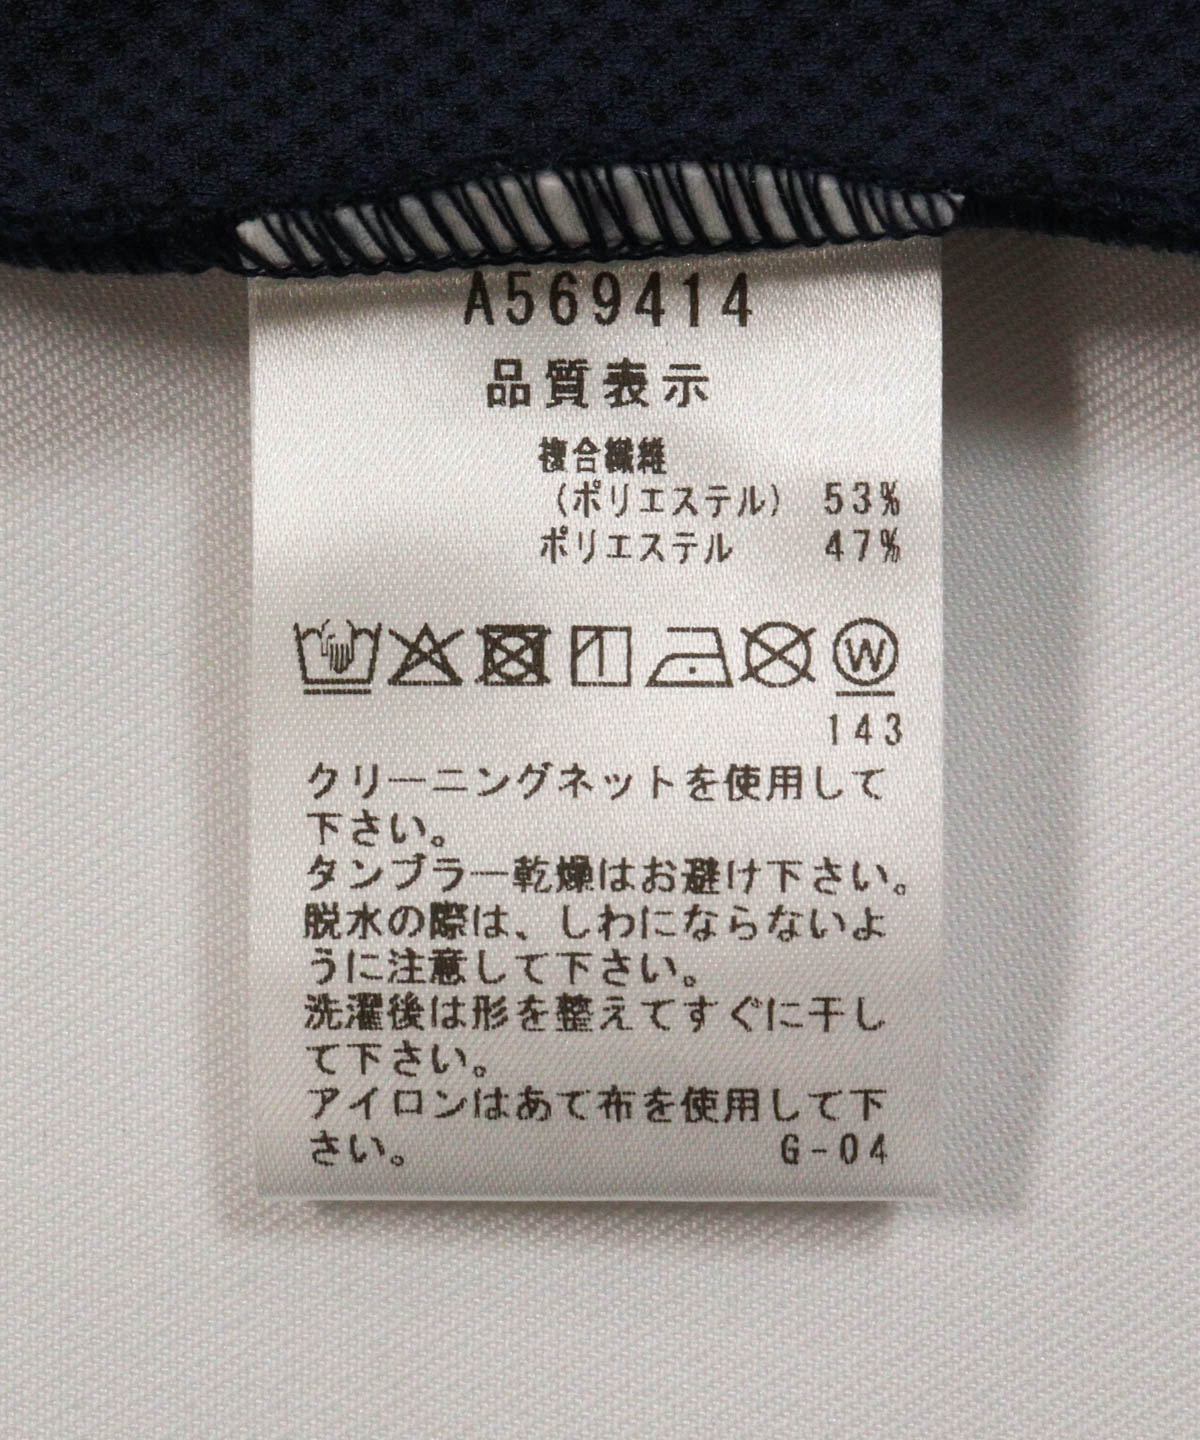 A569414
品質表示
複合繊維
(ポリエステル) 53%
ポリエステル 47%
W
143
クリーニングネットを使用して
下さい。
タンブラー乾燥はお避け下さい。
脱水の際は、しわにならないよ
うに注意して下さい。
洗濯後は形を整えてすぐに干し
て下さい。
アイロンはあて布を使用して下
さい。 G-04